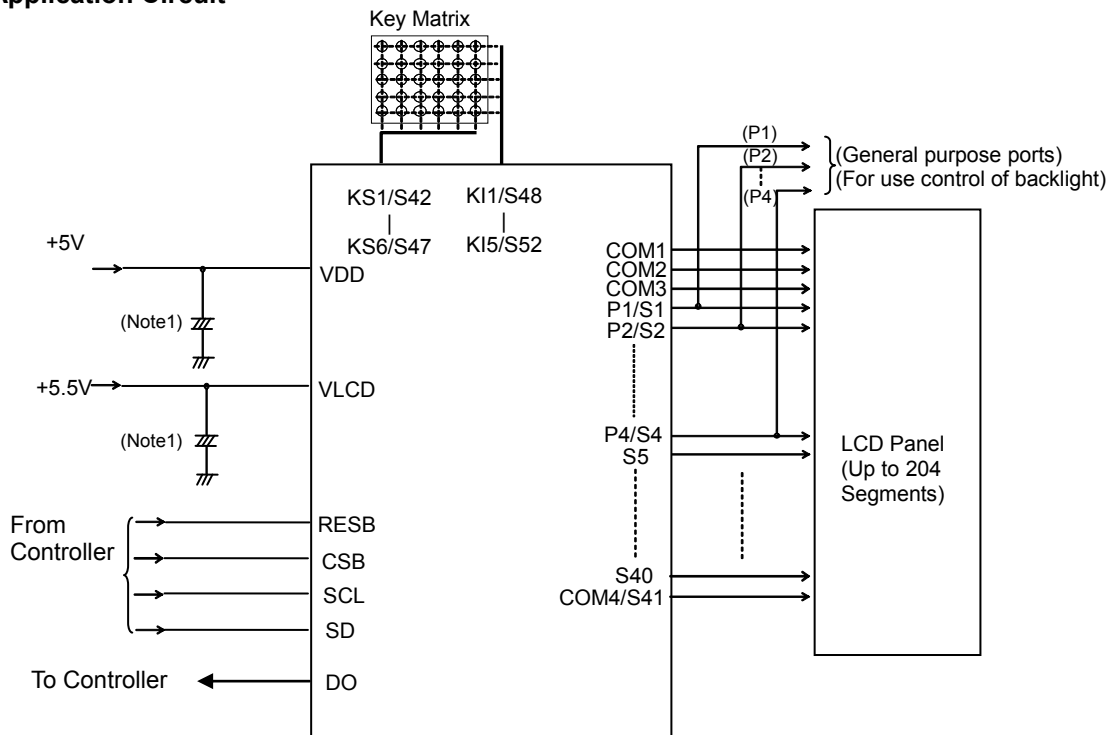 Application Circuit
Key Matrix
(P1)
(P2)
(P4)
(General purpose ports)
(For use control of backlight)
KS1/S42
|
KS6/S47
KI1/S48
|
KI5/S52
+5V
VDD
(Note1)
+5.5V
VLCD
(Note1)
COM1
COM2
COM3
P1/S1
P2/S2
P4/S4
S5
S40
COM4/S41
LCD Panel
(Up to 204
Segments)
From
Controller
RESB
CSB
SCL
SD
To Controller
DO